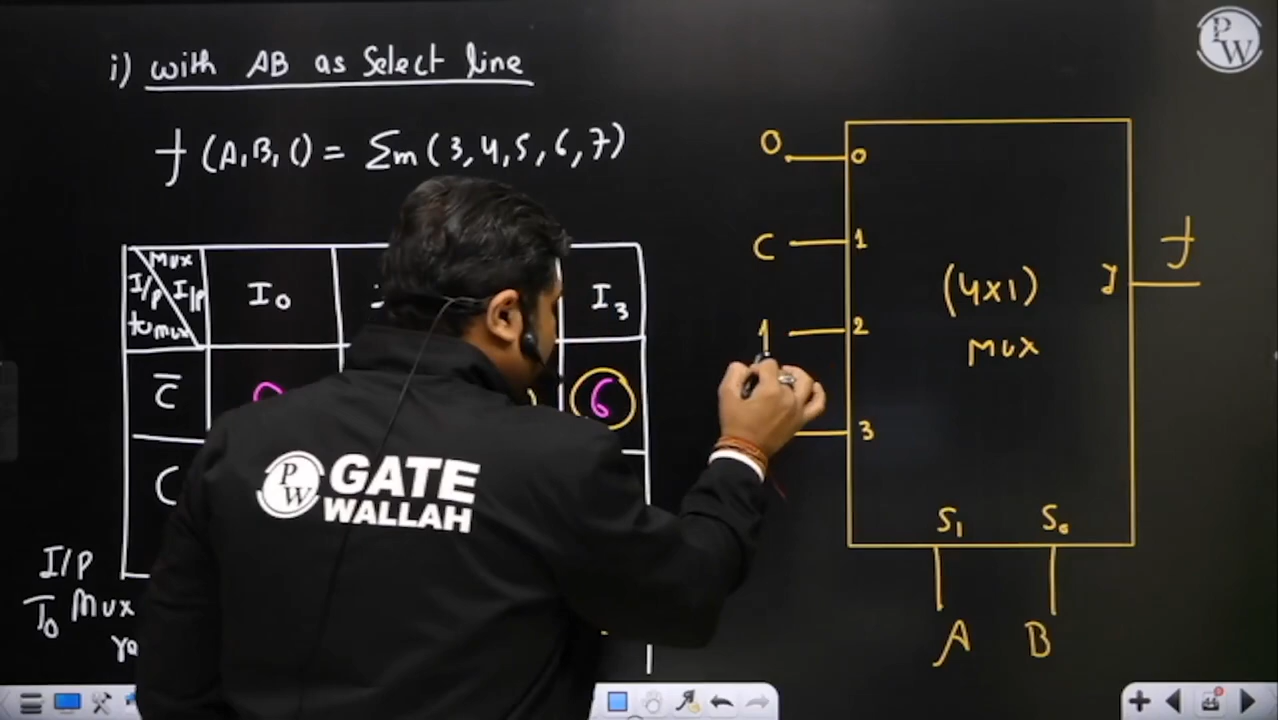 i) with AB as Select line
f (A,B,C) = Σm (3,4,5,6,7)
Mux I/P
I/P to mux
I0
I3
C̅
6
C
I/P
To Mux
PW
GATE
WALLAH
0
0
C
1
1
2
3
(4x1)
MUX
f
S1 S0
A B
PW